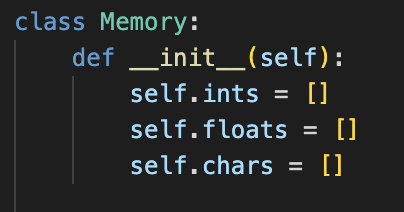 class Memory:
    def __init__(self):
        self.ints = []
        self.floats = []
        self.chars = []